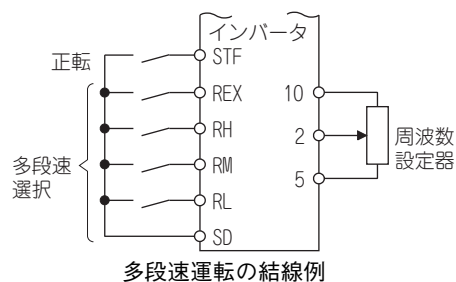 インバータ
正転
STF
REX
RH
RM
RL
SD
多段速
選択
10
2
5
周波数
設定器
多段速運転の結線例